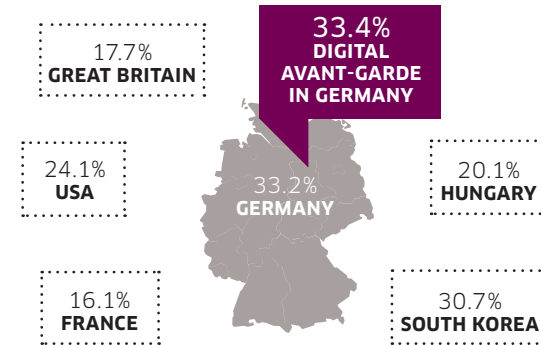 33.4%
DIGITAL
AVANT-GARDE
IN GERMANY
17.7%
GREAT BRITAIN
24.1%
USA
33.2%
GERMANY
20.1%
HUNGARY
16.1%
FRANCE
30.7%
SOUTH KOREA